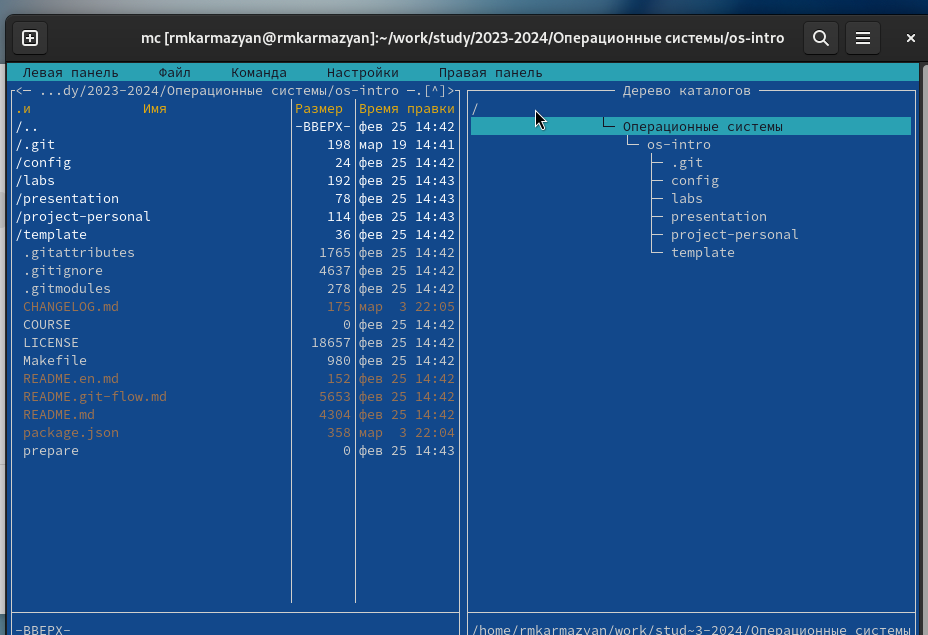 mc [rmkarmazyan@rmkarmazyan]:~/work/study/2023-2024/Операционные системы/os-intro
Левая панель Файл Команда Настройки Правая панель
<─ ...dy/2023-2024/Операционные системы/os-intro ─.[^]>
.и Имя Размер Время правки
/.. -ВВЕРХ- фев 25 14:42
/.git 198 мар 19 14:41
/config 24 фев 25 14:42
/labs 192 фев 25 14:43
/presentation 78 фев 25 14:43
/project-personal 114 фев 25 14:43
/template 36 фев 25 14:42
.gitattributes 1765 фев 25 14:42
.gitignore 4637 фев 25 14:42
.gitmodules 278 фев 25 14:42
CHANGELOG.md 175 мар 3 22:05
COURSE 0 фев 25 14:42
LICENSE 18657 фев 25 14:42
Makefile 980 фев 25 14:42
README.en.md 152 фев 25 14:42
README.git-flow.md 5653 фев 25 14:42
README.md 4304 фев 25 14:42
package.json 358 мар 3 22:04
prepare 0 фев 25 14:43
-ВВЕРХ-
Дерево каталогов
/
Операционные системы
os-intro
.git
config
labs
presentation
project-personal
template
/home/rmkarmazyan/work/stud~3-2024/Операционные системы